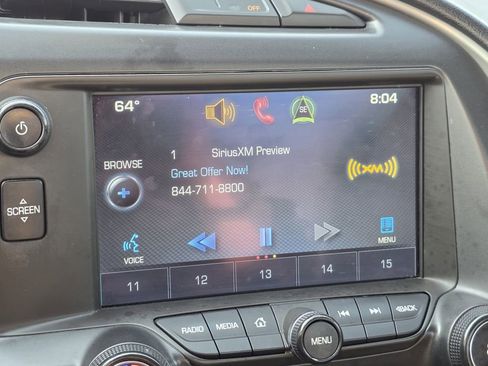 OFF
64°
SE
8:04
1 SiriusXM Preview
BROWSE
Great Offer Now!
844-711-8800
((XM))
SCREEN
VOICE
MENU
11 12 13 14 15
RADIO MEDIA BACK
MENU